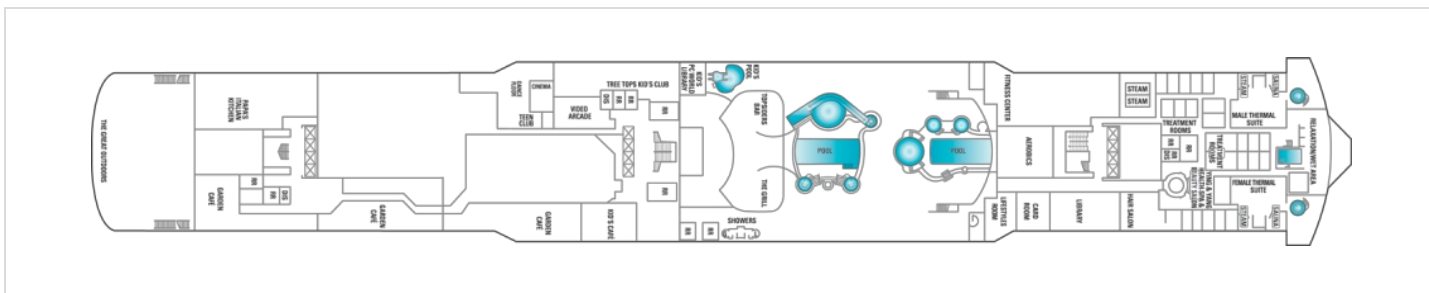 THE GREAT OUTDOORS
PAPA'S
ITALIAN
KITCHEN
GARDEN
CAFE
RR
RR
DIS
GARDEN
CAFE
DANCE
FLOOR
CINEMA
TEEN
CLUB
VIDEO
ARCADE
TREE TOPS KID'S CLUB
DIS
RR
RR
RR
RR
GARDEN
CAFE
KID'S CAFE
KID'S
PC WORLD
LIBRARY
KID'S
POOL
TOPSIDERS
BAR
THE GRILL
RR
RR
SHOWERS
POOL
POOL
FITNESS CENTER
LIFESTYLES
ROOM
AEROBICS
CARD
ROOM
LIBRARY
HAIR SALON
STEAM
STEAM
TREATMENT
ROOMS
RR
DIS
RR
RR
YING & YANG
HEALTH SPA &
BEAUTY SALON
TREATMENT
ROOMS
STEAM
SAUNA
MALE THERMAL
SUITE
FEMALE THERMAL
SUITE
STEAM
SAUNA
RELAXATION/WET AREA